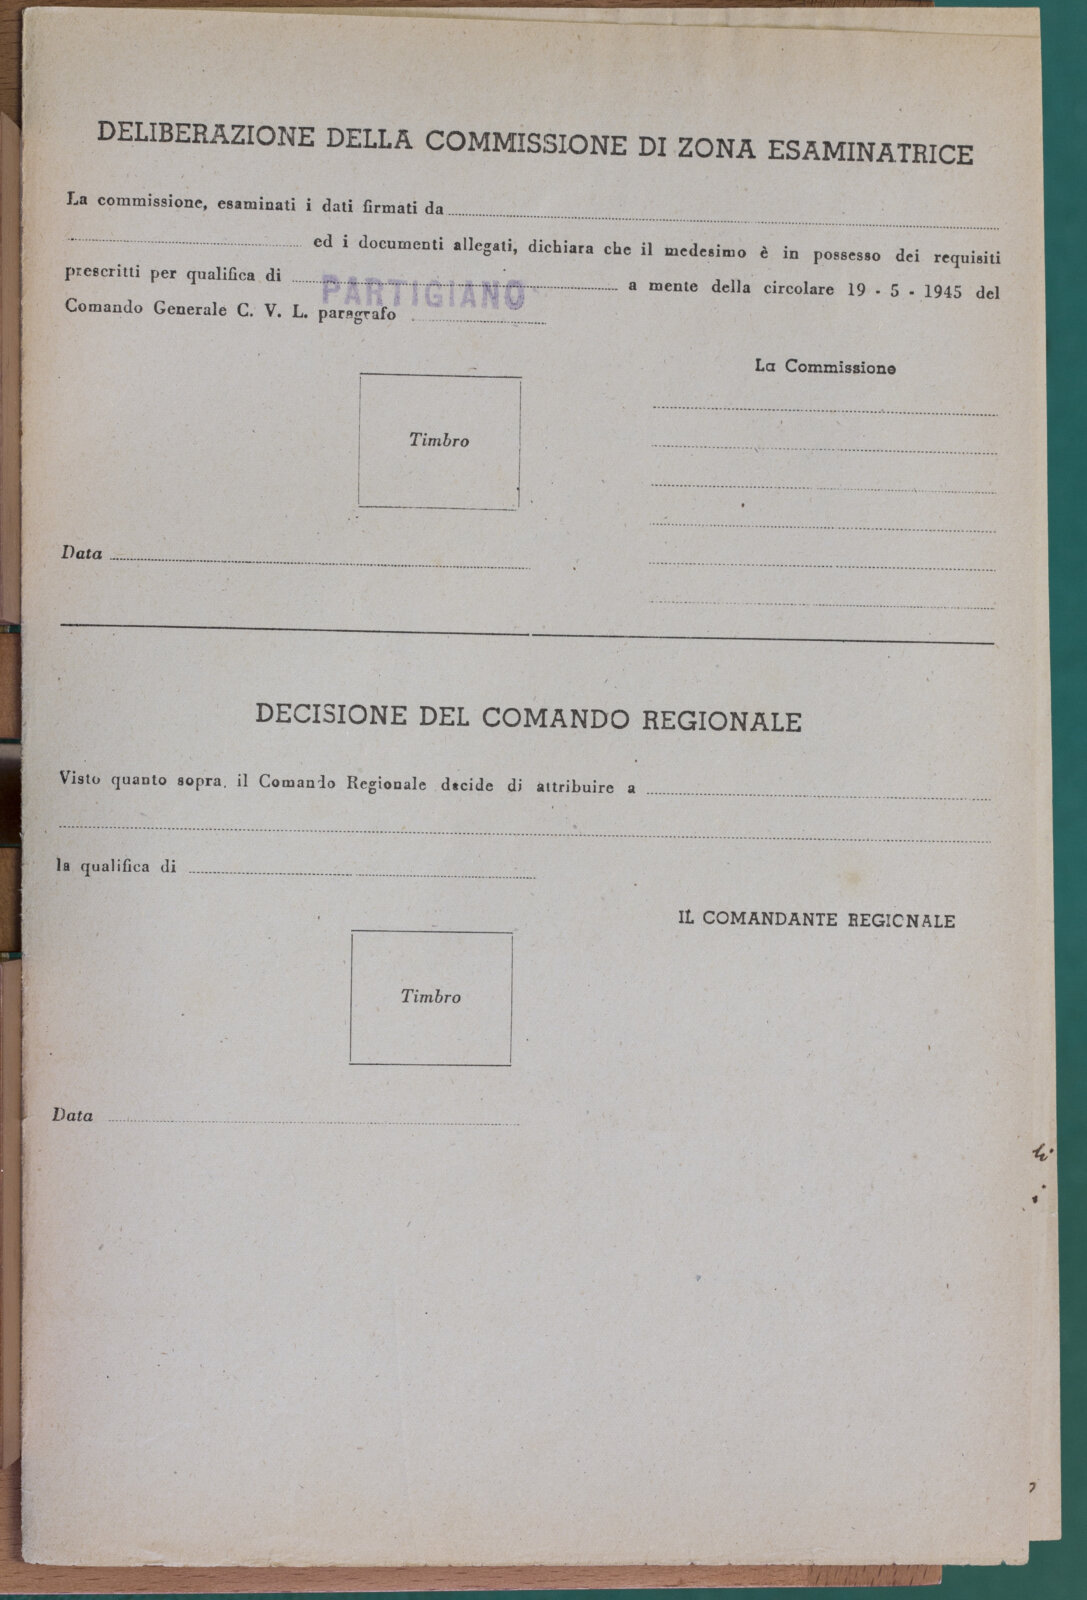 DELIBERAZIONE DELLA COMMISSIONE DI ZONA ESAMINATRICE
La commissione, esaminati i dati firmati da
ed i documenti allegati, dichiara che il medesimo è in possesso dei requisiti
prescritti per qualifica di PARTIGIANO a mente della circolare 19 - 5 - 1945 del
Comando Generale C. V. L. paragrafo
La Commissione
Timbro
Data
DECISIONE DEL COMANDO REGIONALE
Visto quanto sopra, il Comando Regionale decide di attribuire a
la qualifica di
IL COMANDANTE REGIONALE
Timbro
Data